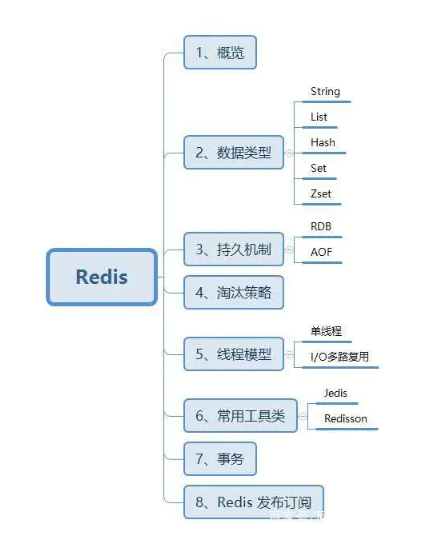 Redis
1、概览
2、数据类型
String
List
Hash
Set
Zset
3、持久机制
RDB
AOF
4、淘汰策略
5、线程模型
单线程
I/O多路复用
6、常用工具类
Jedis
Redisson
7、事务
8、Redis 发布订阅